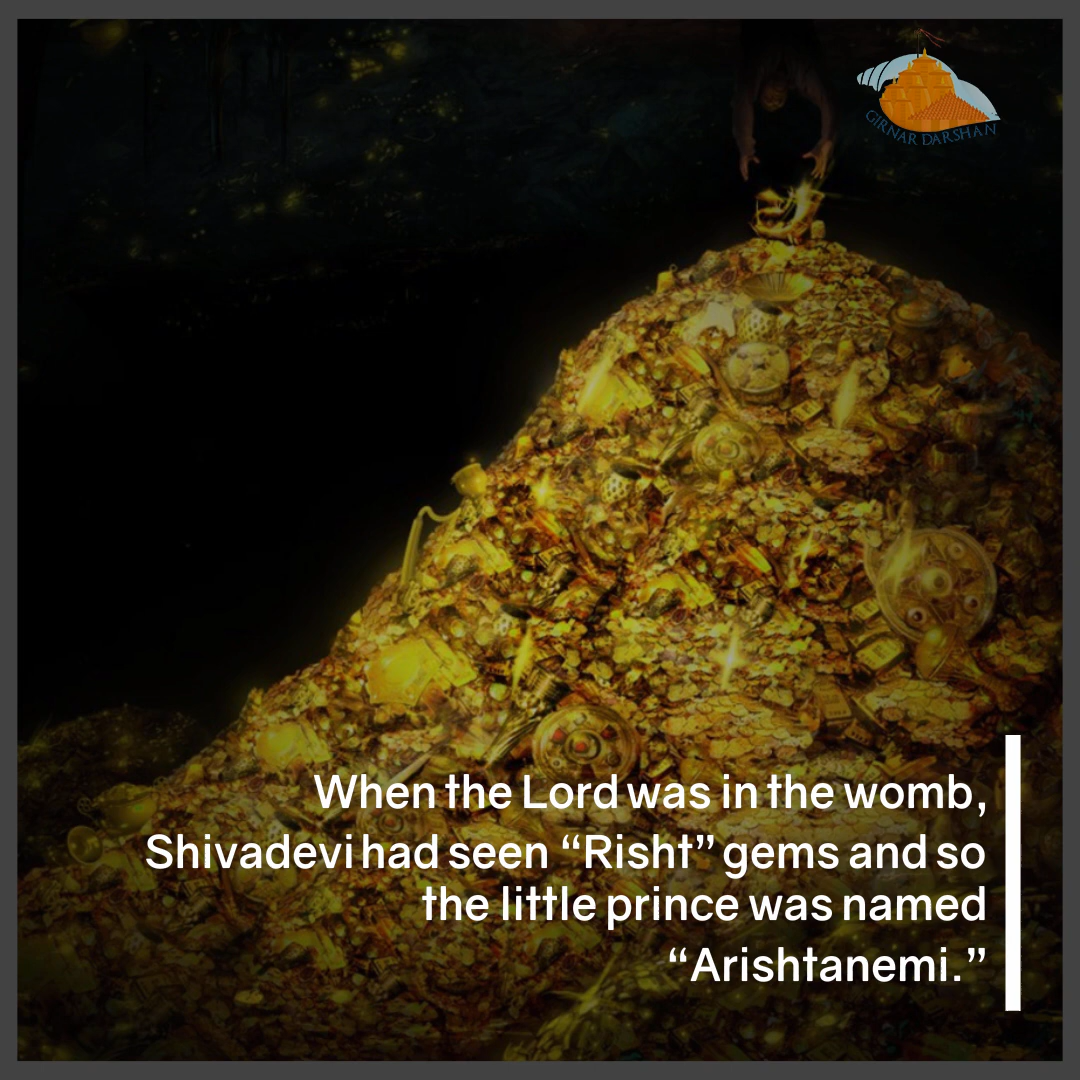 GIRNAR DARSHAN
When the Lord was in the womb,
Shivadevi had seen “Risht” gems and so
the little prince was named
“Arishtanemi.”